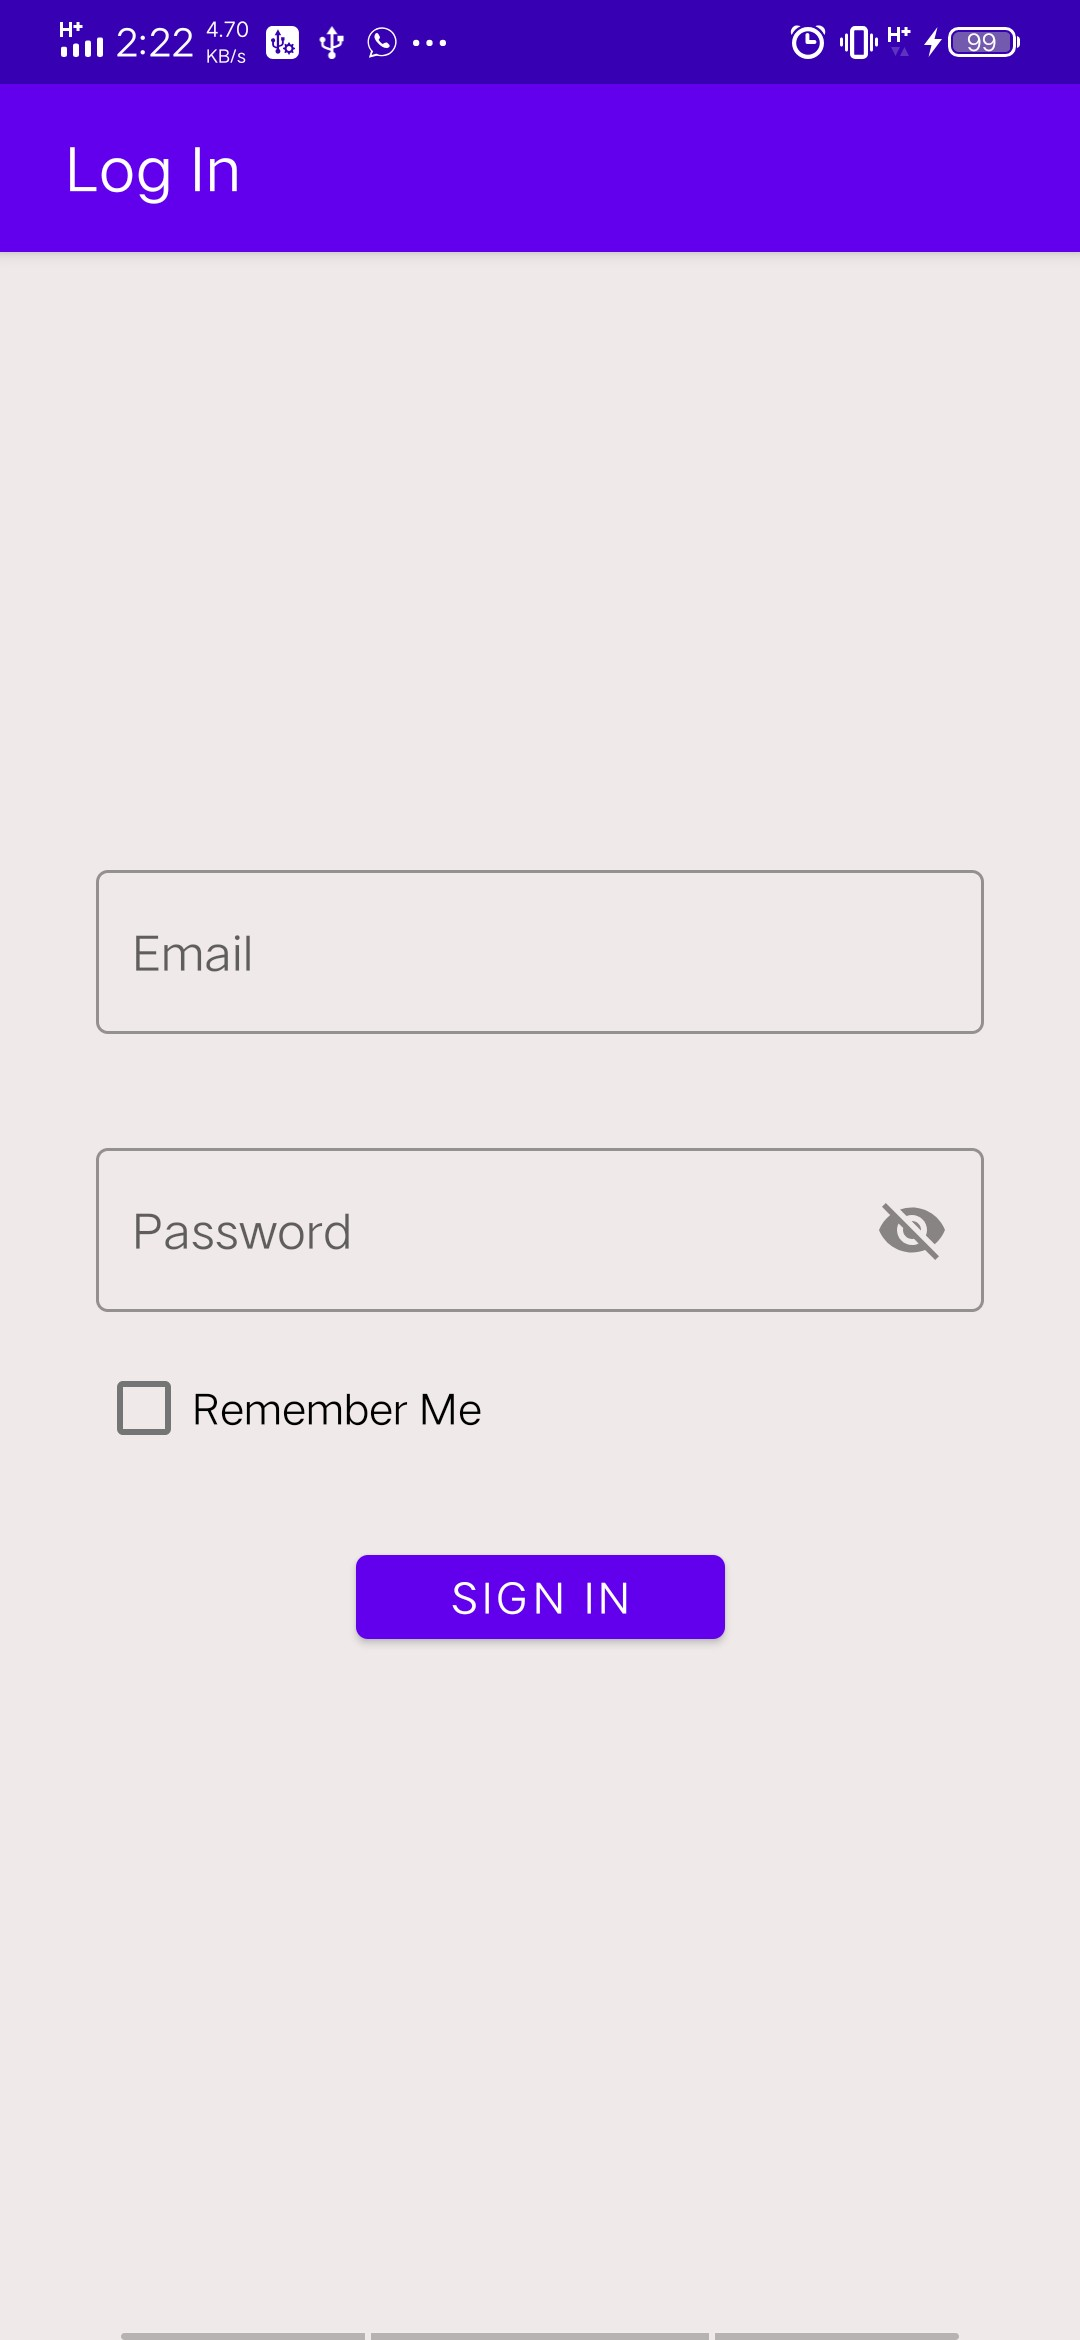 H+ 2:22 4.70 KB/s H+ 99
Log In
Email
Password
Remember Me
SIGN IN